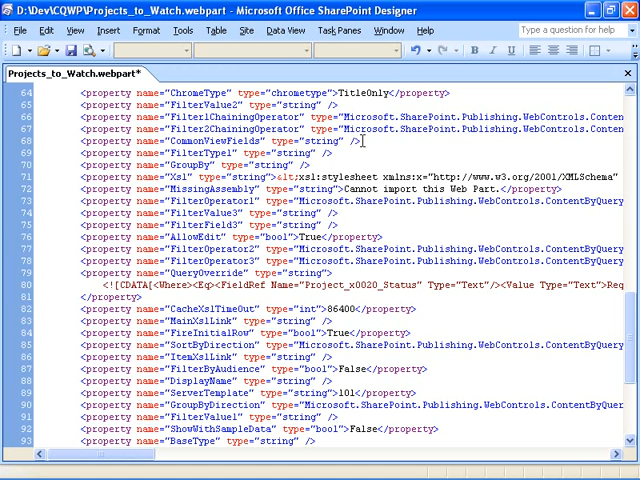 D:\Dev\CQWP\Projects_to_Watch.webpart - Microsoft Office SharePoint Designer
File Edit View Insert Format Tools Table Site Data View Task Panes Window Help
Type a question for help
Projects_to_Watch.webpart*
64 <property name="ChromeType" type="chrometype">TitleOnly</property>
65 <property name="FilterValue2" type="string" />
66 <property name="Filter1ChainingOperator" type="Microsoft.SharePoint.Publishing.WebControls.Conten
67 <property name="Filter2ChainingOperator" type="Microsoft.SharePoint.Publishing.WebControls.Conten
68 <property name="CommonViewFields" type="string" />
69 <property name="FilterType1" type="string" />
70 <property name="GroupBy" type="string" />
71 <property name="Xsl" type="string">&lt;xsl:stylesheet xmlns:x="http://www.w3.org/2001/XMLSchema"
72 <property name="MissingAssembly" type="string">Cannot import this Web Part.</property>
73 <property name="FilterOperator1" type="Microsoft.SharePoint.Publishing.WebControls.ContentByQuery
74 <property name="FilterValue3" type="string" />
75 <property name="FilterField3" type="string" />
76 <property name="AllowEdit" type="bool">True</property>
77 <property name="FilterOperator2" type="Microsoft.SharePoint.Publishing.WebControls.ContentByQuery
78 <property name="FilterOperator3" type="Microsoft.SharePoint.Publishing.WebControls.ContentByQuery
79 <property name="QueryOverride" type="string">
80 <![CDATA[<Where><Eq><FieldRef Name="Project_x0020_Status" Type="Text"/><Value Type="Text">Req
81 </property>
82 <property name="CacheXslTimeOut" type="int">86400</property>
83 <property name="MainXslLink" type="string" />
84 <property name="FireInitialRow" type="bool">True</property>
85 <property name="SortByDirection" type="Microsoft.SharePoint.Publishing.WebControls.ContentByQuery
86 <property name="ItemXslLink" type="string" />
87 <property name="FilterByAudience" type="bool">False</property>
88 <property name="DisplayName" type="string" />
89 <property name="ServerTemplate" type="string">101</property>
90 <property name="GroupByDirection" type="Microsoft.SharePoint.Publishing.WebControls.ContentByQuer
91 <property name="FilterValue1" type="string" />
92 <property name="ShowWithSampleData" type="bool">False</property>
93 <property name="BaseType" type="string" />